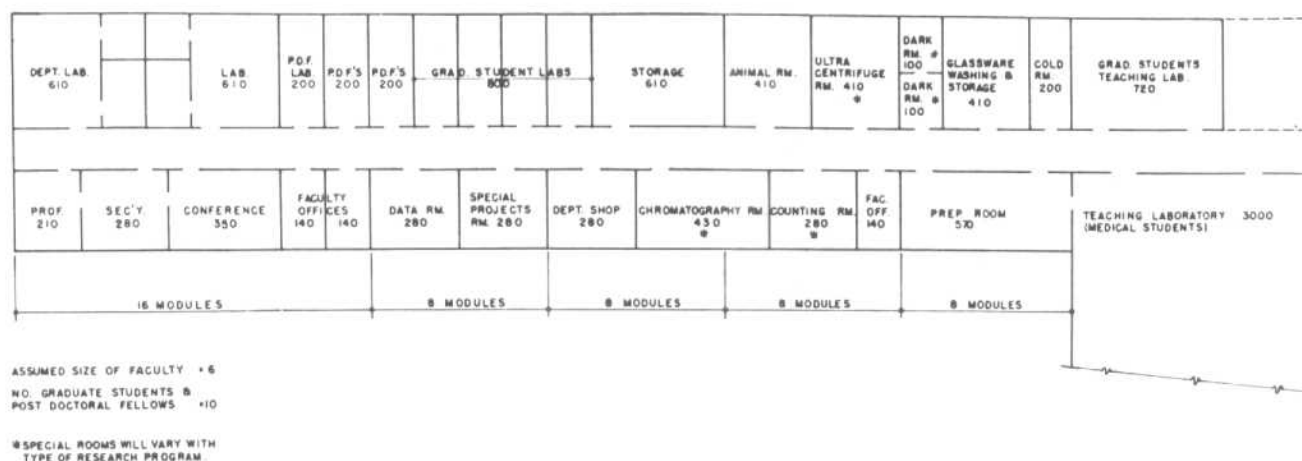 DEPT. LAB.
610
LAB.
610
P.D.F.
LAB.
200
P.D.F'S
200
P.D.F'S
200
GRAD. STUDENT LABS
800
STORAGE
610
ANIMAL RM.
410
ULTRA
CENTRIFUGE
RM. 410
*
DARK
RM. *
100
DARK
RM. *
100
GLASSWARE
WASHING &
STORAGE
410
COLD
RM.
200
GRAD. STUDENTS
TEACHING LAB.
720
PROF.
210
SEC'Y.
280
CONFERENCE
350
FACULTY
OFFICES
140 140
DATA RM.
280
SPECIAL
PROJECTS
RM. 280
DEPT. SHOP
280
CHROMATOGRAPHY RM
430
*
COUNTING RM.
280
*
FAC.
OFF.
140
PREP ROOM
570
TEACHING LABORATORY 3000
(MEDICAL STUDENTS)
16 MODULES
8 MODULES
8 MODULES
8 MODULES
8 MODULES
ASSUMED SIZE OF FACULTY = 6
NO. GRADUATE STUDENTS &
POST DOCTORAL FELLOWS =10
*SPECIAL ROOMS WILL VARY WITH
TYPE OF RESEARCH PROGRAM.